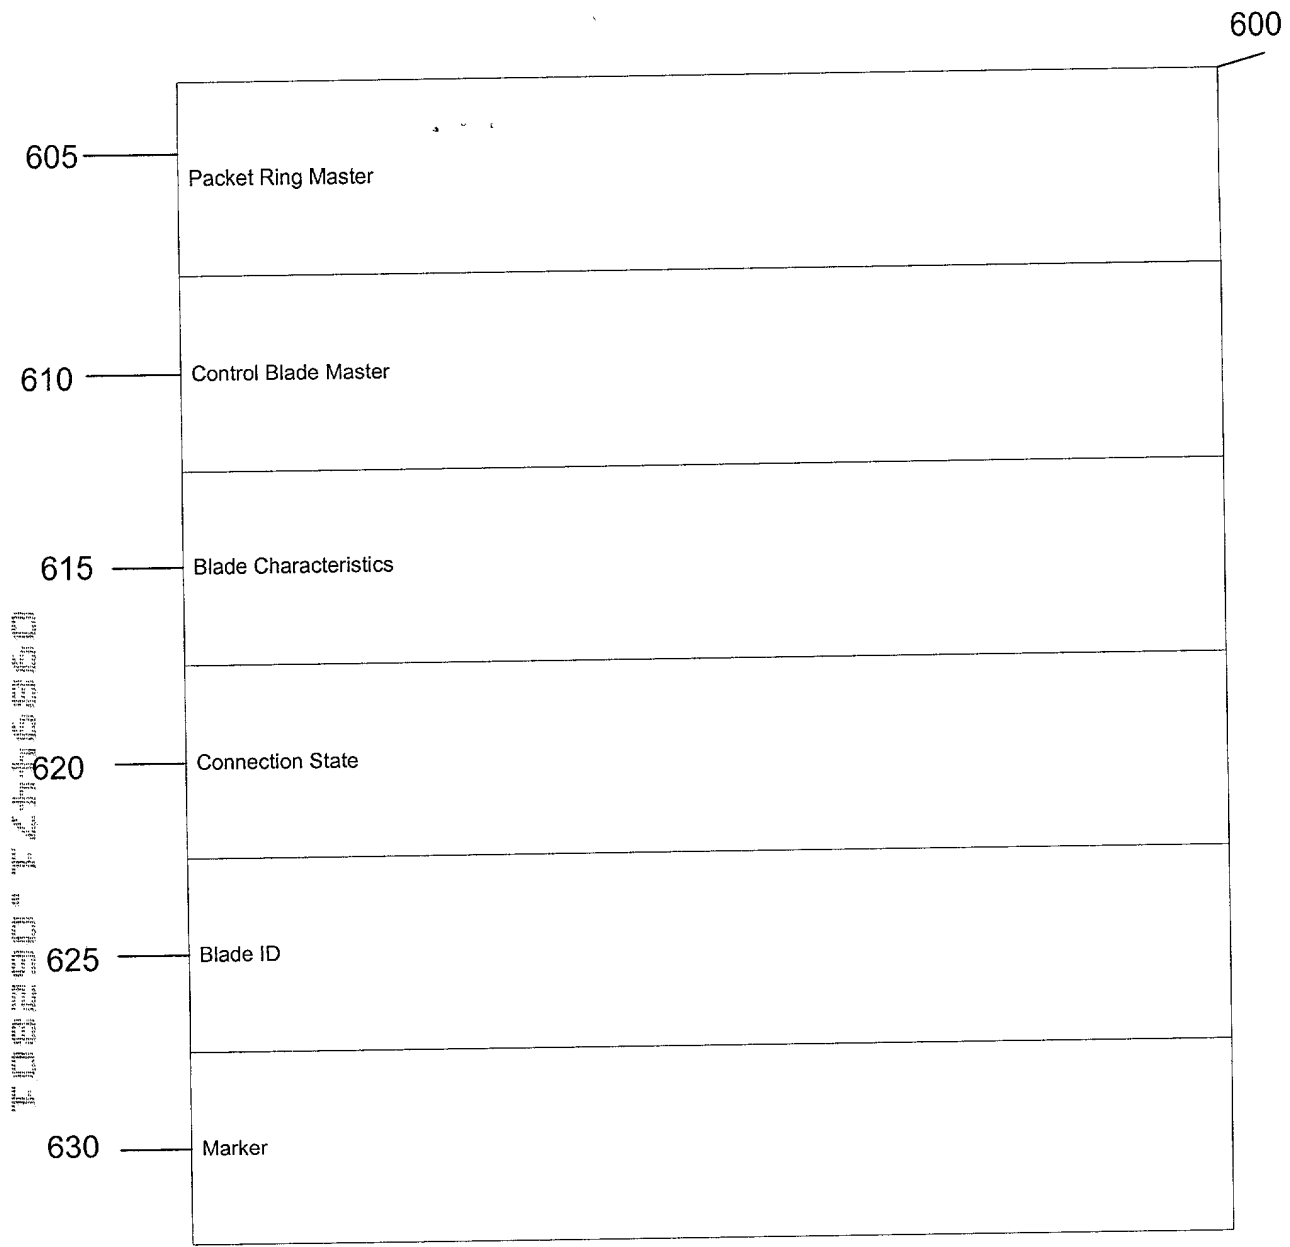 600
605
Packet Ring Master
610
Control Blade Master
615
Blade Characteristics
620
Connection State
625
Blade ID
630
Marker